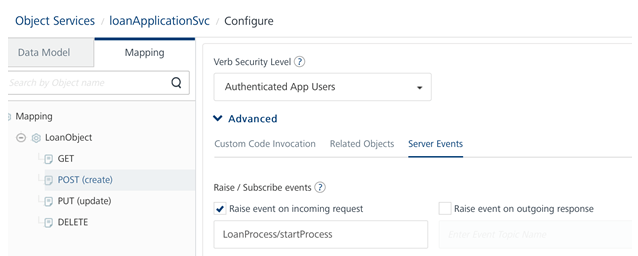 Object Services / loanApplicationSvc / Configure
Data Model
Mapping
Search by Object name
Mapping
LoanObject
GET
POST (create)
PUT (update)
DELETE
Verb Security Level ?
Authenticated App Users
Advanced
Custom Code Invocation
Related Objects
Server Events
Raise / Subscribe events ?
Raise event on incoming request
Raise event on outgoing response
LoanProcess/startProcess
Enter Event Topic name